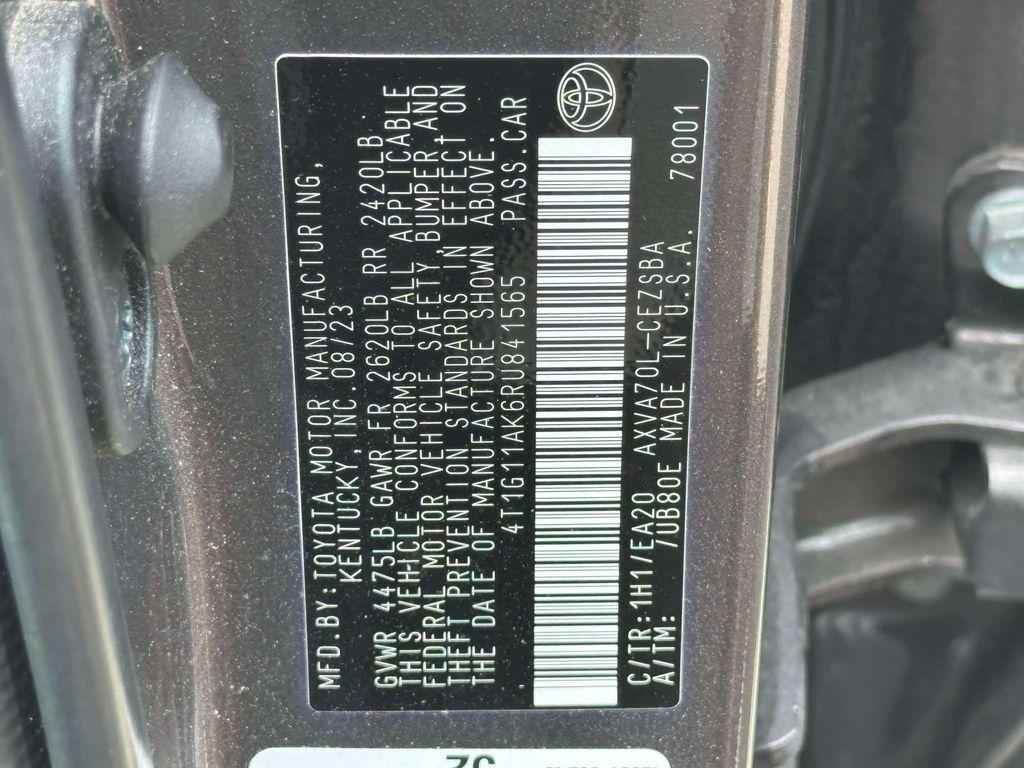 MFD.BY:TOYOTA MOTOR MANUFACTURING,
KENTUCKY, INC.08/23
GVWR 4475LB GAWR FR 2620LB RR 2420LB
THIS VEHICLE CONFORMS TO ALL APPLICABLE
FEDERAL MOTOR VEHICLE SAFETY, BUMPER AND
THEFT PREVENTION STANDARDS IN EFFECT ON
THE DATE OF MANUFACTURE SHOWN ABOVE.
4T1G11AK6RU841565 PASS.CAR
C/TR:1H1/EA20 AXVA70L-CEZSBA
A/TM: /UB80E MADE IN U.S.A. 78001